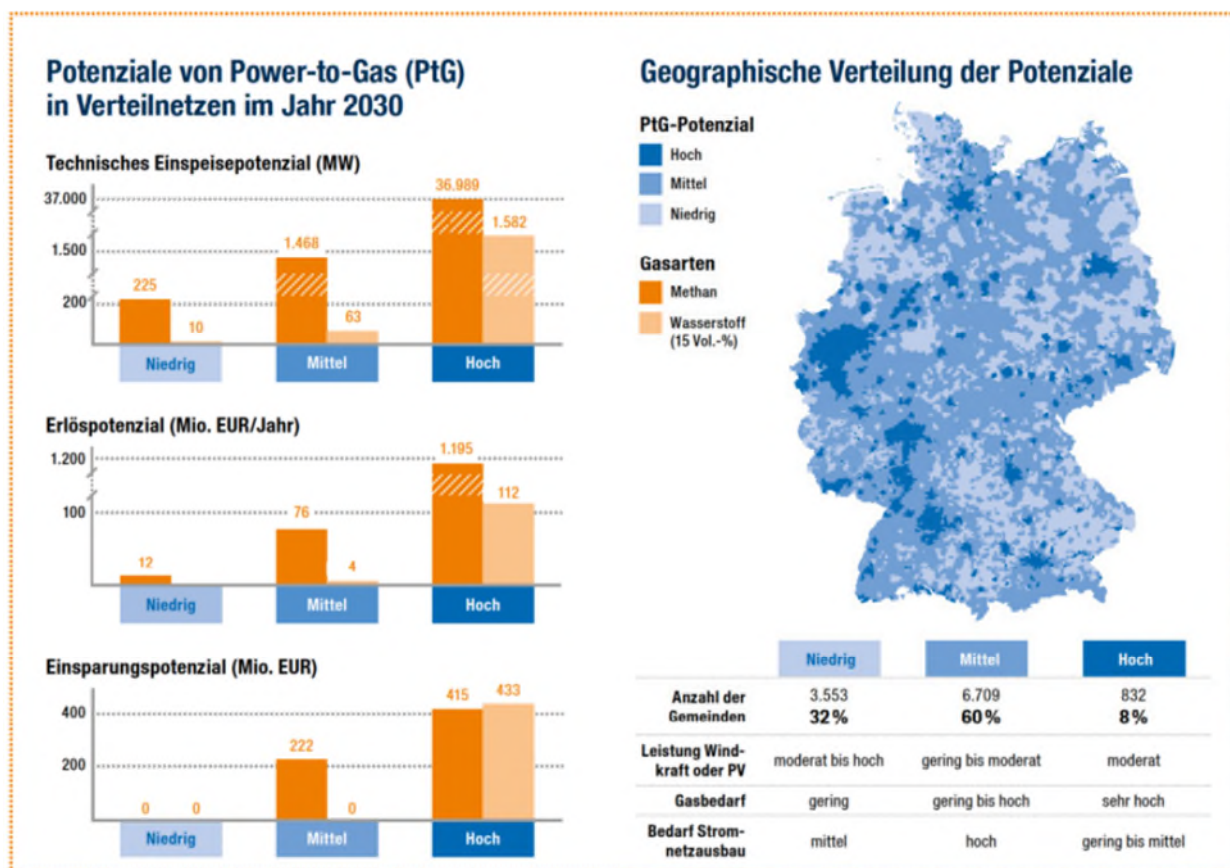 Potenziale von Power-to-Gas (PtG)
in Verteilnetzen im Jahr 2030
Technisches Einspeisepotenzial (MW)
37.000
1.500
200
225
10
1.468
63
36.989
1.582
Niedrig
Mittel
Hoch
Erlöspotenzial (Mio. EUR/Jahr)
1.200
100
12
76
4
1.195
112
Niedrig
Mittel
Hoch
Einsparungspotenzial (Mio. EUR)
400
200
0
0
222
0
415
433
Niedrig
Mittel
Hoch
Geographische Verteilung der Potenziale
PtG-Potenzial
Hoch
Mittel
Niedrig
Gasarten
Methan
Wasserstoff
(15 Vol.-%)
Niedrig Mittel Hoch
Anzahl der
Gemeinden
3.553 6.709 832
32 % 60 % 8 %
Leistung Wind-
kraft oder PV
moderat bis hoch gering bis moderat moderat
Gasbedarf gering gering bis hoch sehr hoch
Bedarf Strom-
netzausbau
mittel hoch gering bis mittel